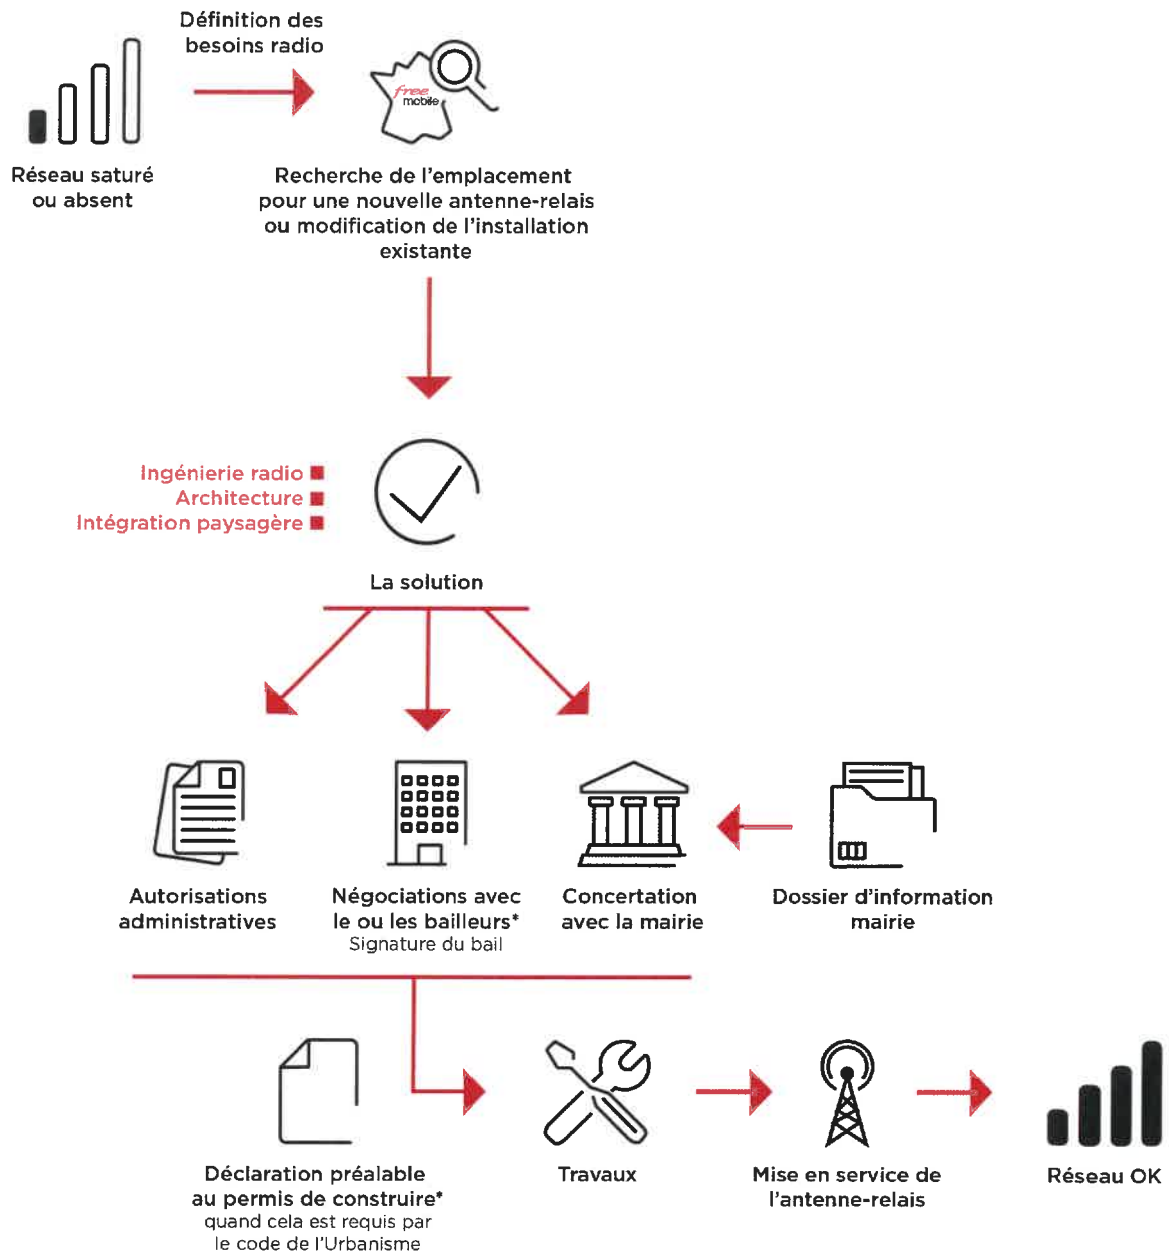 Définition des
besoins radio
free
mobile
Réseau saturé
ou absent
Recherche de l'emplacement
pour une nouvelle antenne-relais
ou modification de l'installation
existante
Ingénierie radio
Architecture
Intégration paysagère
La solution
Autorisations
administratives
Négociations avec
le ou les bailleurs*
Signature du bail
Concertation
avec la mairie
Dossier d'information
mairie
Déclaration préalable
au permis de construire*
quand cela est requis par
le code de l'Urbanisme
Travaux
Mise en service de
l'antenne-relais
Réseau OK